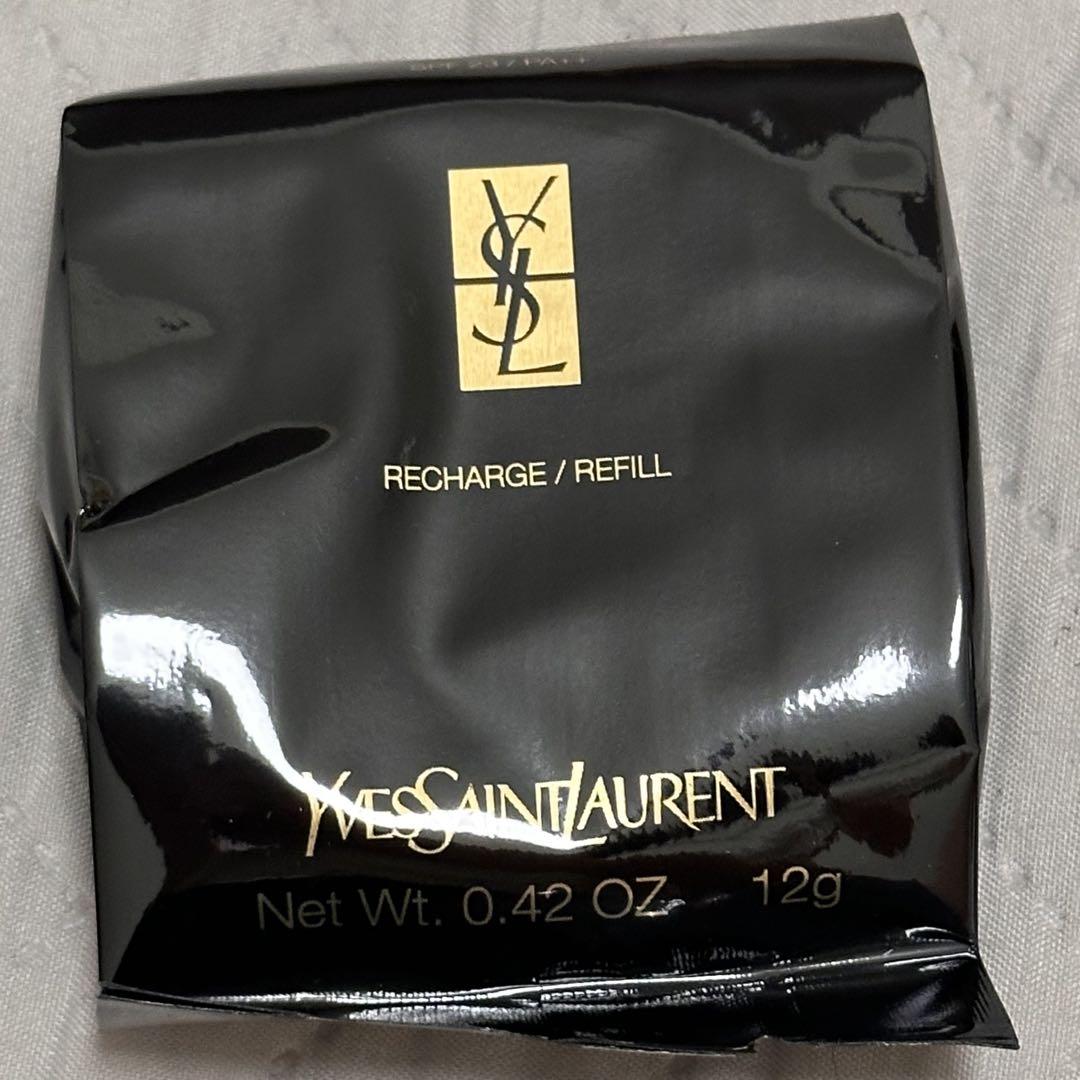 YSL
RECHARGE / REFILL
YVESSAINTLAURENT
Net Wt. 0.42 OZ 12g